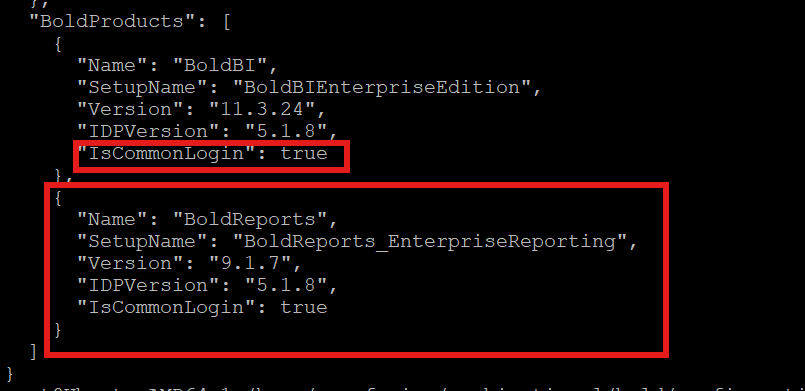 },
"BoldProducts": [
{
"Name": "BoldBI",
"SetupName": "BoldBIEnterpriseEdition",
"Version": "11.3.24",
"IDPVersion": "5.1.8",
"IsCommonLogin": true
},
{
"Name": "BoldReports",
"SetupName": "BoldReports_EnterpriseReporting",
"Version": "9.1.7",
"IDPVersion": "5.1.8",
"IsCommonLogin": true
}
]
}